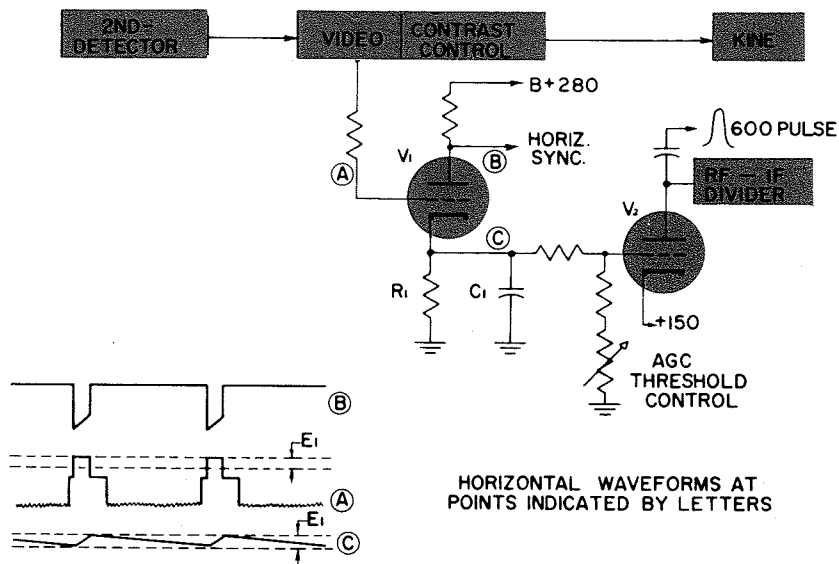 2ND-
DETECTOR
VIDEO
CONTRAST
CONTROL
KINE
B+280
HORIZ.
SYNC.
600 PULSE
RF - IF
DIVIDER
A
V1
B
V2
C
R1
C1
+150
AGC
THRESHOLD
CONTROL
B
E1
A
E1
C
HORIZONTAL WAVEFORMS AT
POINTS INDICATED BY LETTERS